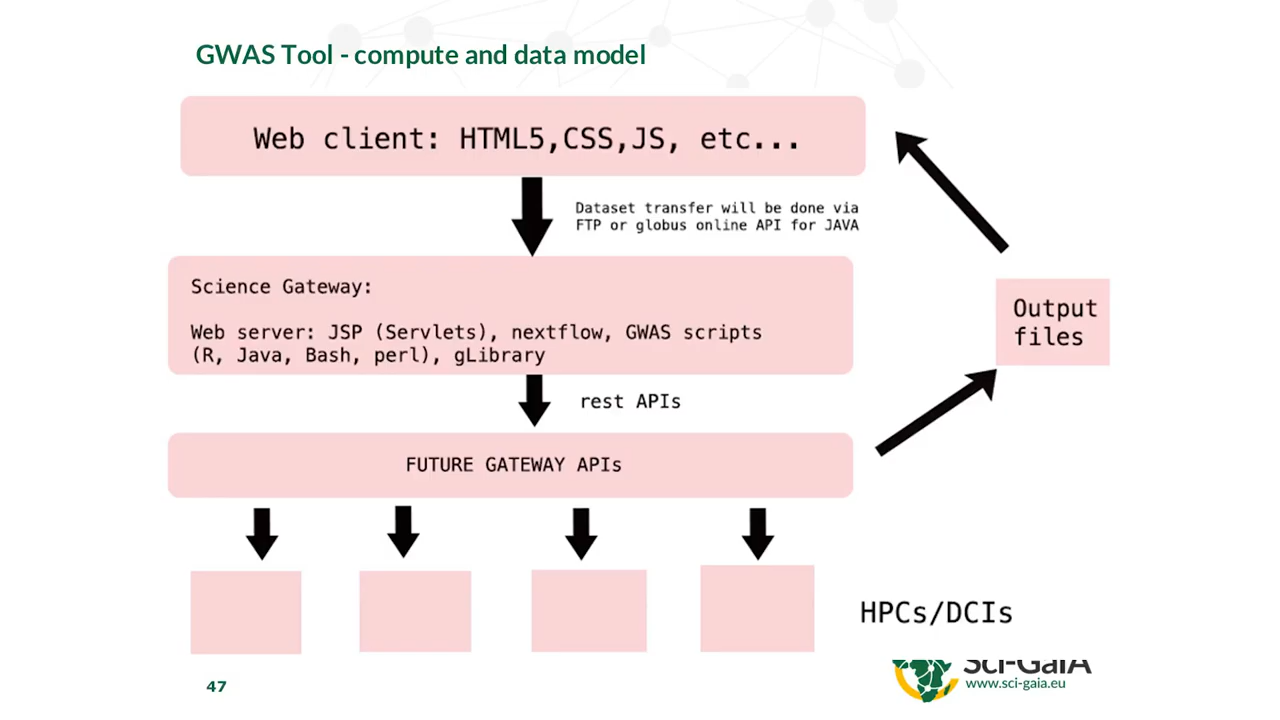 GWAS Tool - compute and data model
Web client: HTML5,CSS,JS, etc...
Dataset transfer will be done via
FTP or globus online API for JAVA
Science Gateway:
Web server: JSP (Servlets), nextflow, GWAS scripts
(R, Java, Bash, perl), gLibrary
Output
files
rest APIs
FUTURE GATEWAY APIs
HPCs/DCIs
Sci-GaIA
www.sci-gaia.eu
47